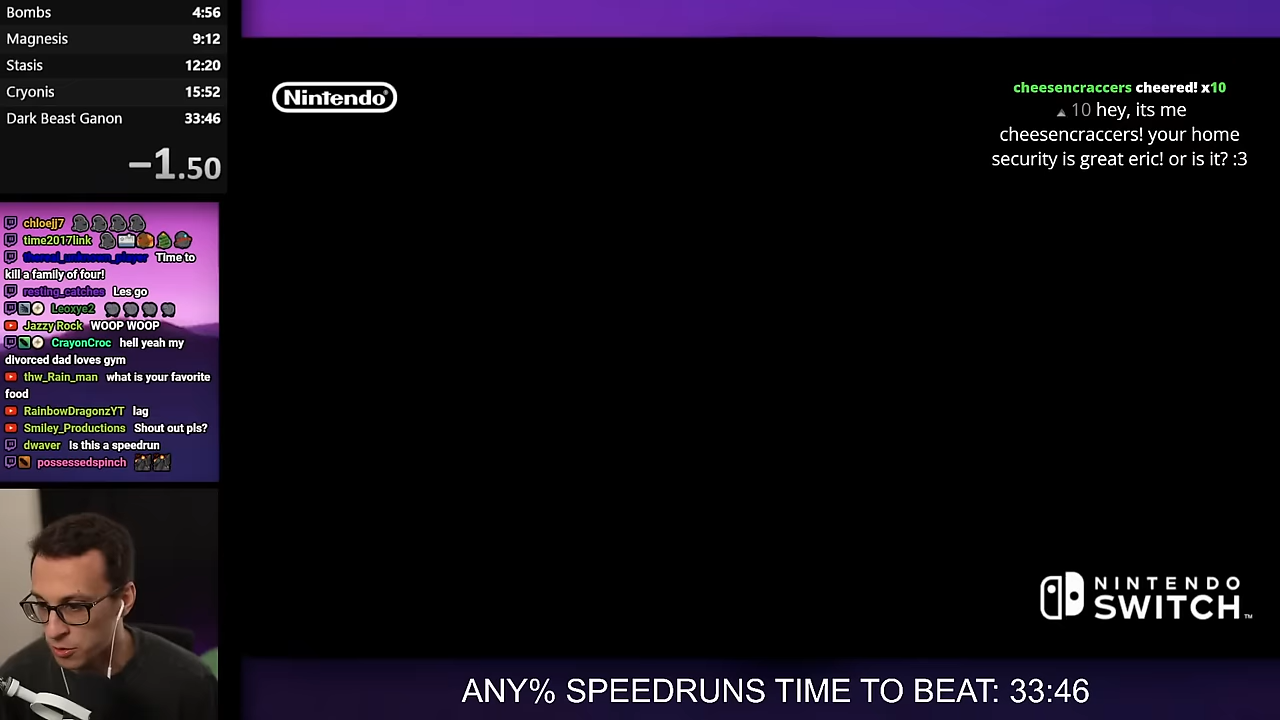 Bombs 4:56
Magnesis 9:12
Stasis 12:20
Cryonis 15:52
Dark Beast Ganon 33:46
−1.50
chloejj7
time2017link
thereal_unknown_player Time to
kill a family of four!
resting_catches Les go
Leoxye2
Jazzy Rock WOOP WOOP
CrayonCroc hell yeah my
divorced dad loves gym
thw_Rain_man what is your favorite
food
RainbowDragonzYT lag
Smiley_Productions Shout out pls?
dwaver Is this a speedrun
possessedspinch
Nintendo®
cheesencraccers cheered! x10
10 hey, its me
cheesencraccers! your home
security is great eric! or is it? :3
NINTENDO
SWITCH™
ANY% SPEEDRUNS TIME TO BEAT: 33:46